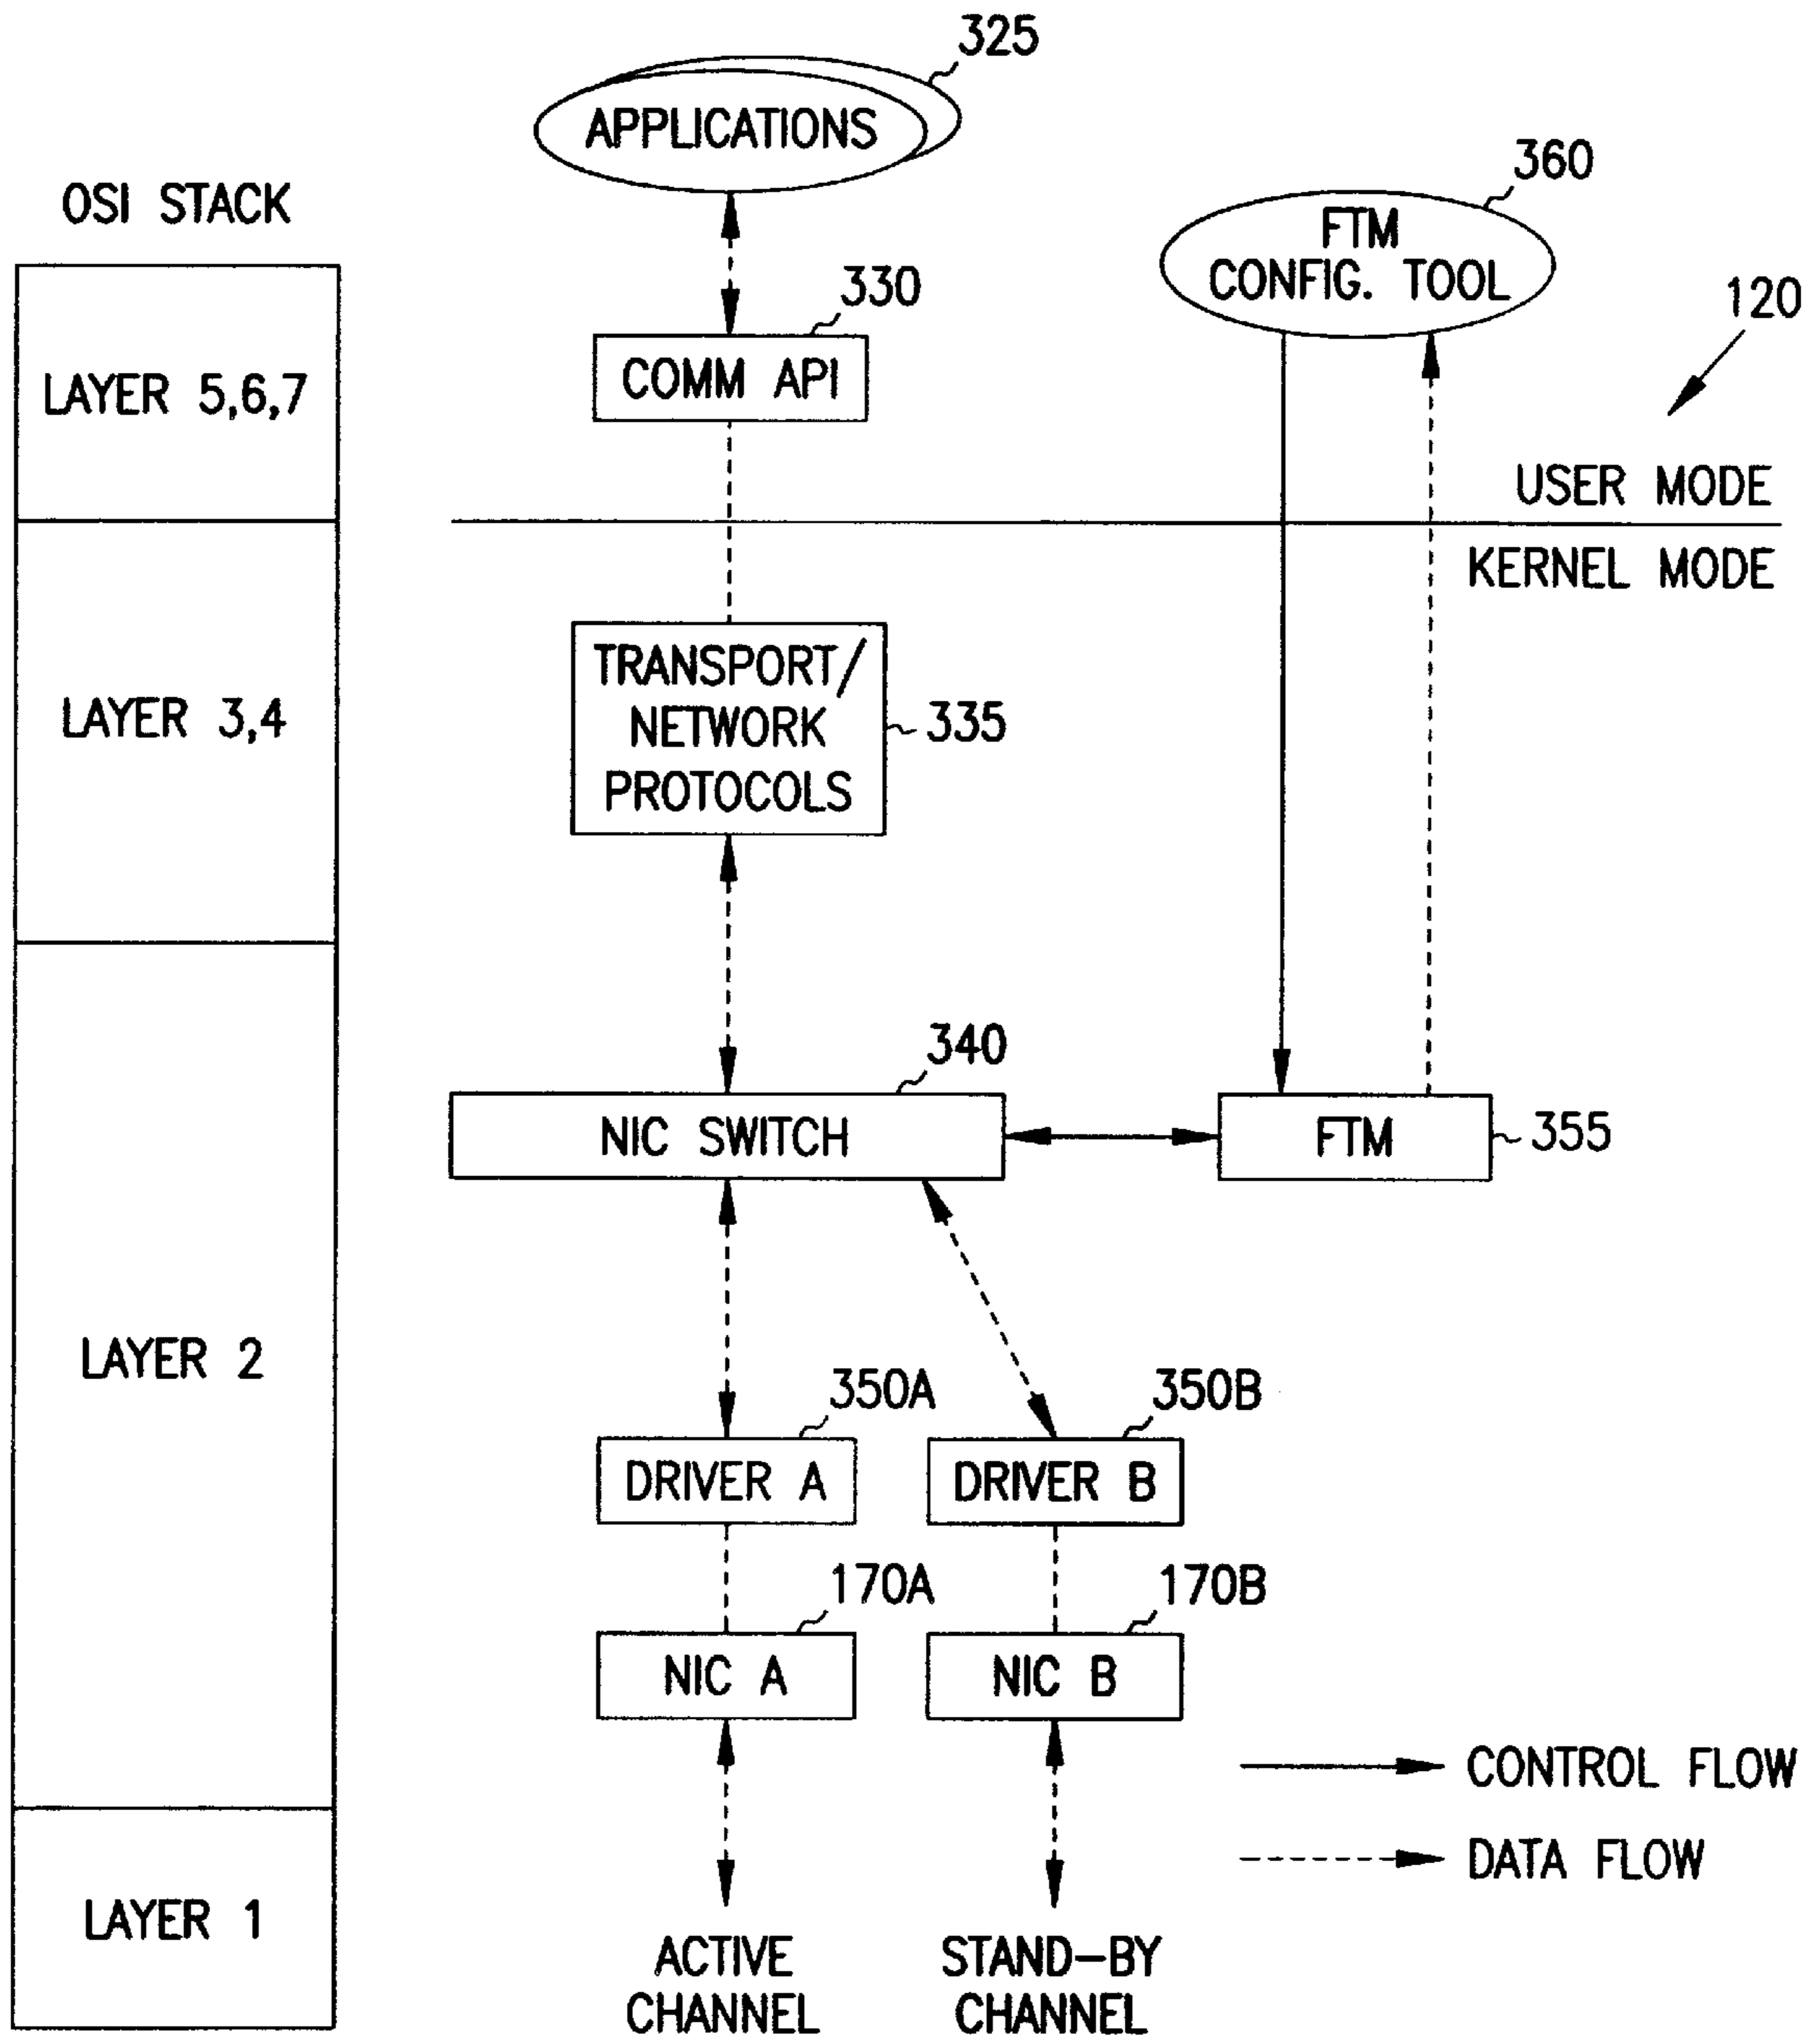 325
APPLICATIONS
360
OSI STACK
FTM
CONFIG. TOOL
120
330
COMM API
LAYER 5,6,7
USER MODE
KERNEL MODE
TRANSPORT/
NETWORK
PROTOCOLS
335
LAYER 3,4
340
NIC SWITCH
FTM
355
LAYER 2
350A
350B
DRIVER A
DRIVER B
170A
170B
NIC A
NIC B
CONTROL FLOW
DATA FLOW
LAYER 1
ACTIVE
CHANNEL
STAND-BY
CHANNEL